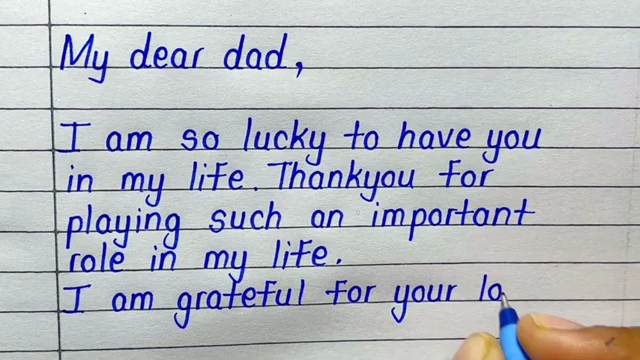 My dear dad,
I am so lucky to have you
in my life. Thankyou for
playing such an important
role in my life.
I am grateful for your lo